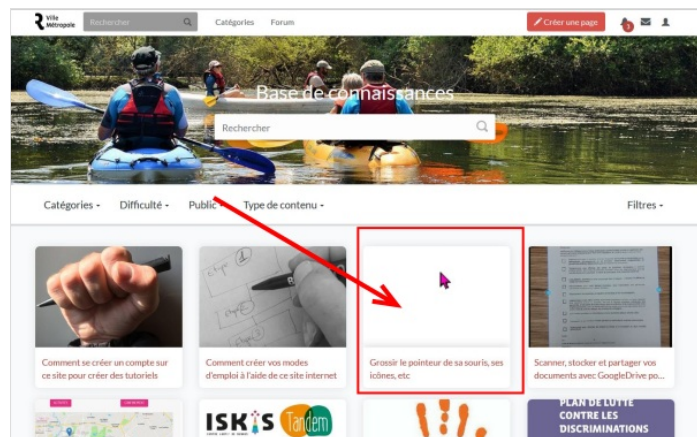 Ville
Métropole
Rechercher
Catégories
Forum
Créer une page
3
Base de connaissances
Rechercher
Catégories
Difficulté
Public
Type de contenu
Filtres
etape 1
Comment se créer un compte sur
ce site pour créer des tutoriels
Comment créer vos modes
d'emploi à l'aide de ce site internet
Grossir le pointeur de sa souris, ses
icônes, etc
Scanner, stocker et partager vos
documents avec GoogleDrive po...
ISKIS
Tandem
PLAN DE LUTTE
CONTRE LES
DISCRIMINATIONS